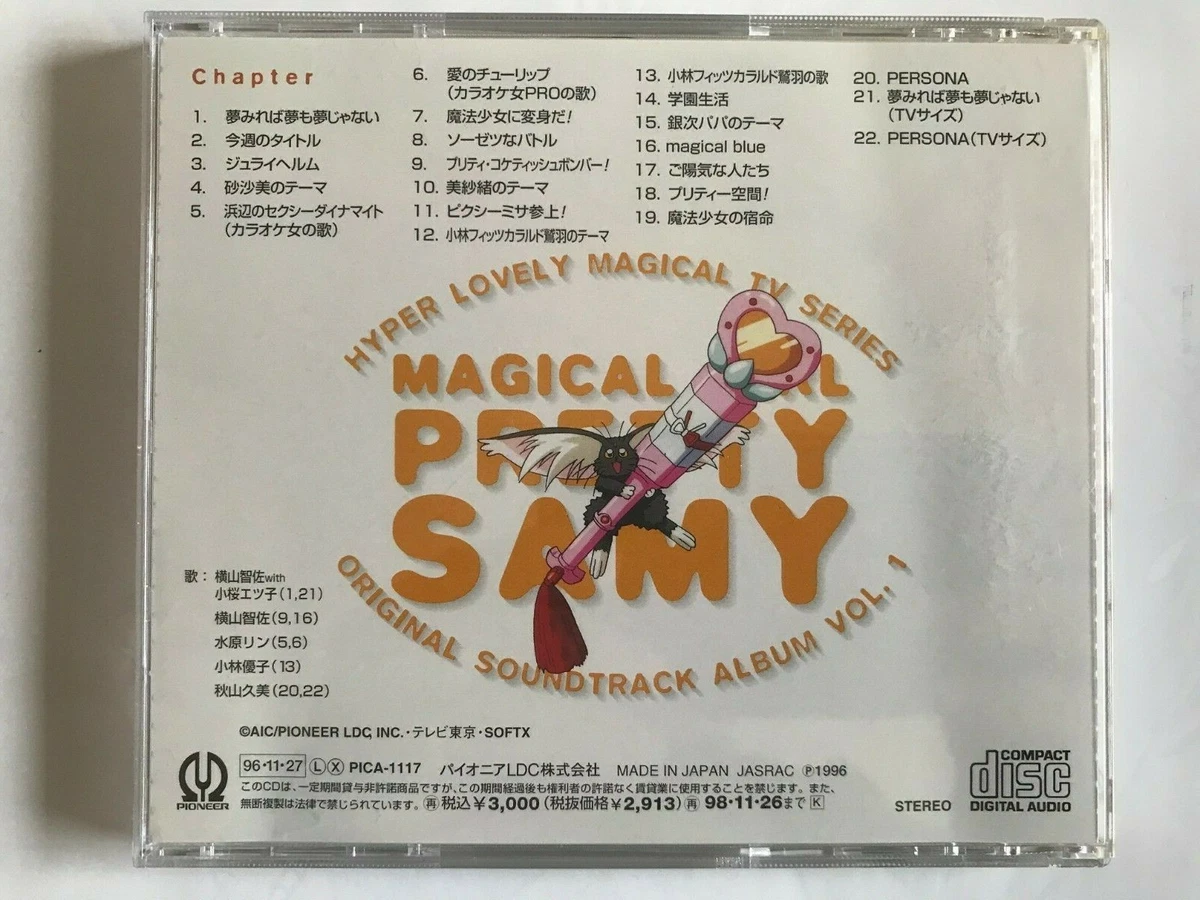 Chapter
1. 夢みれば夢も夢じゃない
2. 今週のタイトル
3. ジュライヘルム
4. 砂沙美のテーマ
5. 浜辺のセクシーダイナマイト
(カラオケ女の歌)
6. 愛のチューリップ
(カラオケ女PROの歌)
7. 魔法少女に変身だ!
8. ソーゼツなバトル
9. プリティ・コケティッシュボンバー!
10. 美紗緒のテーマ
11. ピクシーミサ参上!
12. 小林フィッツカラルド鷲羽のテーマ
13. 小林フィッツカラルド鷲羽の歌
14. 学園生活
15. 銀次パパのテーマ
16. magical blue
17. ご陽気な人たち
18. プリティー空間!
19. 魔法少女の宿命
20. PERSONA
21. 夢みれば夢も夢じゃない
(TVサイズ)
22. PERSONA(TVサイズ)
HYPER LOVELY MAGICAL TV SERIES
MAGICAL
PRETTY
SAMY
ORIGINAL SOUNDTRACK ALBUM VOL. 1
歌: 横山智佐with
小桜エツ子(1,21)
横山智佐(9,16)
水原リン(5,6)
小林優子(13)
秋山久美(20,22)
©AIC/PIONEER LDC, INC.・テレビ東京・SOFTX
PIONEER
96・11・27 Ⓛ Ⓧ PICA-1117 パイオニアLDC株式会社 MADE IN JAPAN JASRAC Ⓟ1996
このCDは、一定期間貸与非許諾商品ですが、この期間経過後も権利者の許諾なく賃貸業に使用することを禁じます。また、
無断複製は法律で禁じられています。㊢税込¥3,000(税抜価格¥2,913)㊢98・11・26まで K
STEREO
COMPACT
disc
DIGITAL AUDIO